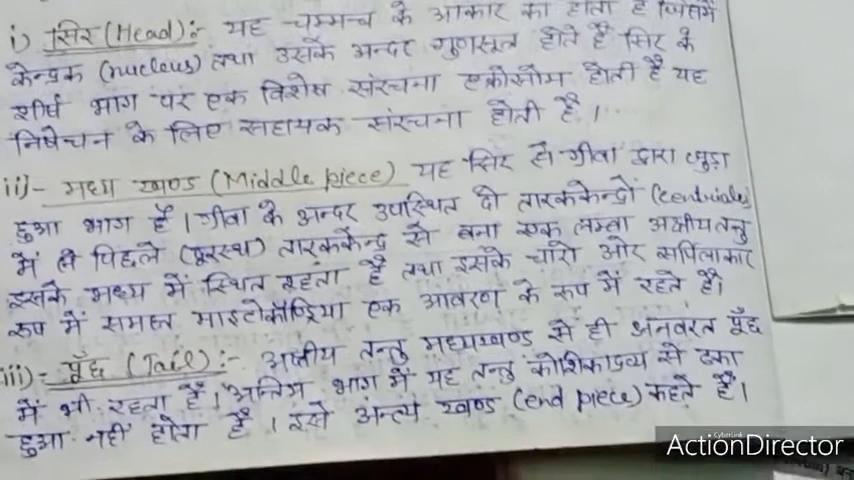 i) सिर (Head):- यह चम्मच के आकार का होता है जिसमें
केन्द्रक (nucleus) तथा उसके अन्दर गुणसूत्र होते हैं सिर के
शीर्ष भाग पर एक विशेष संरचना एक्रोसोम होती है यह
निषेचन के लिए सहायक संरचना होती है।
ii)- मध्य खण्ड (Middle piece) यह सिर से ग्रीवा द्वारा जुड़ा
हुआ भाग है। ग्रीवा के अन्दर उपस्थित दो तारककेन्द्रों (centrioles)
में से पिछले (दूरस्थ) तारककेन्द्र से बना एक लम्बा अक्षीय तन्तु
इसके मध्य में स्थित रहता है तथा इसके चारो ओर सर्पिलाकार
रूप में समस्त माइटोकॉण्ड्रिया एक आवरण के रूप में रहते है।
iii)- पूँछ (Tail):- अक्षीय तन्तु मध्यखण्ड से ही अनवरत पूँछ
में भी रहता है। अन्तिम भाग में यह तन्तु कोशिकाद्रव्य से ढका
हुआ नहीं होता है। इसे अन्त्य खण्ड (end piece) कहते है।
CyberLink
ActionDirector